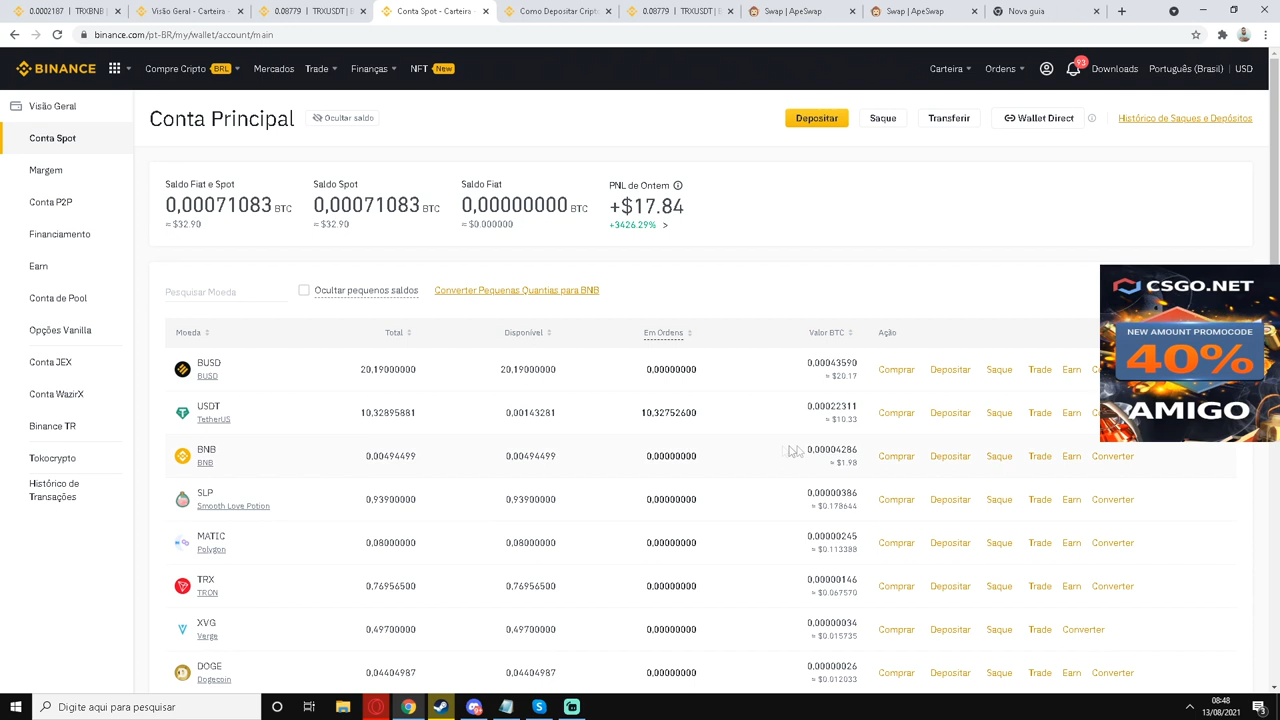 0.0002187 | TRXBNB |
Visão Geral - Carteira
0.08779 | TRXUSDT | B
Conta Spot - Carteira
Como Depositar Cripto
0.08779 | TRXUSDT | B
Swap | ApeSwap
Swap | ApeSwap
Nova guia
binance.com/pt-BR/my/wallet/account/main
BINANCE
Compre Cripto BRL
Mercados
Trade
Finanças
NFT New
Carteira
Ordens
93
Downloads
Português (Brasil) | USD
Visão Geral
Conta Spot
Margem
Conta P2P
Financiamento
Earn
Conta de Pool
Opções Vanilla
Conta JEX
Conta WazirX
Binance TR
Tokocrypto
Histórico de
Transações
Conta Principal
Ocultar saldo
Depositar
Saque
Transferir
Wallet Direct
Histórico de Saques e Depósitos
Saldo Fiat e Spot
0,00071083 BTC
≈ $32.90
Saldo Spot
0,00071083 BTC
≈ $32.90
Saldo Fiat
0,00000000 BTC
≈ $0.000000
PNL de Ontem
+$17.84
+3426.29% >
Pesquisar Moeda
Ocultar pequenos saldos
Converter Pequenas Quantias para BNB
Moeda Total Disponível Em Ordens Valor BTC Ação
BUSD
BUSD
20,19000000 20,19000000 0,00000000 0,00043590
≈ $20.17
Comprar Depositar Saque Trade Earn
USDT
TetherUS
10,32895881 0,00143281 10,32752600 0,00022311
≈ $10.33
Comprar Depositar Saque Trade Earn
BNB
BNB
0,00494499 0,00494499 0,00000000 0,00004286
≈ $1.98
Comprar Depositar Saque Trade Earn Converter
SLP
Smooth Love Potion
0,93900000 0,93900000 0,00000000 0,00000386
≈ $0.178644
Comprar Depositar Saque Trade Earn Converter
MATIC
Polygon
0,08000000 0,08000000 0,00000000 0,00000245
≈ $0.113388
Comprar Depositar Saque Trade Earn Converter
TRX
TRON
0,76956500 0,76956500 0,00000000 0,00000146
≈ $0.067570
Comprar Depositar Saque Trade Earn Converter
XVG
Verge
0,49700000 0,49700000 0,00000000 0,00000034
≈ $0.015735
Comprar Depositar Saque Trade Converter
DOGE
Dogecoin
0,04404987 0,04404987 0,00000000 0,00000026
≈ $0.012033
Comprar Depositar Saque Trade Earn Converter
CSGO.NET
NEW AMOUNT PROMOCODE
40%
AMIGO
Digite aqui para pesquisar
08:48
13/08/2021
3